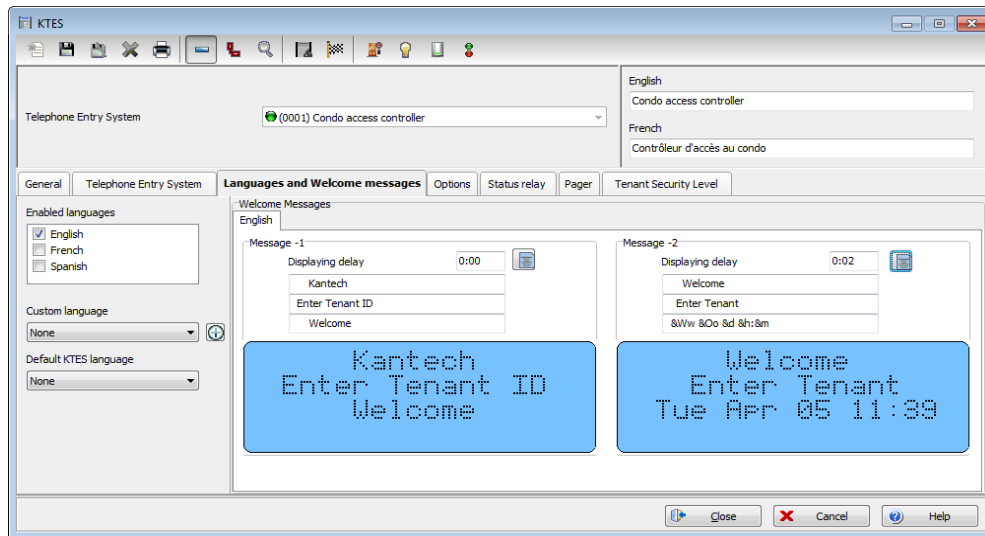 KTES
English
Condo access controller
Telephone Entry System
(0001) Condo access controller
French
Contrôleur d'accès au condo
General
Telephone Entry System
Languages and Welcome messages
Options
Status relay
Pager
Tenant Security Level
Enabled languages
English
French
Spanish
Custom language
None
Default KTES language
None
Welcome Messages
English
Message -1
Displaying delay
0:00
Kantech
Enter Tenant ID
Welcome
Kantech
Enter Tenant ID
Welcome
Message -2
Displaying delay
0:02
Welcome
Enter Tenant
&Ww &Oo &d &h:&m
Welcome
Enter Tenant
Tue Apr 05 11:39
Close
Cancel
Help